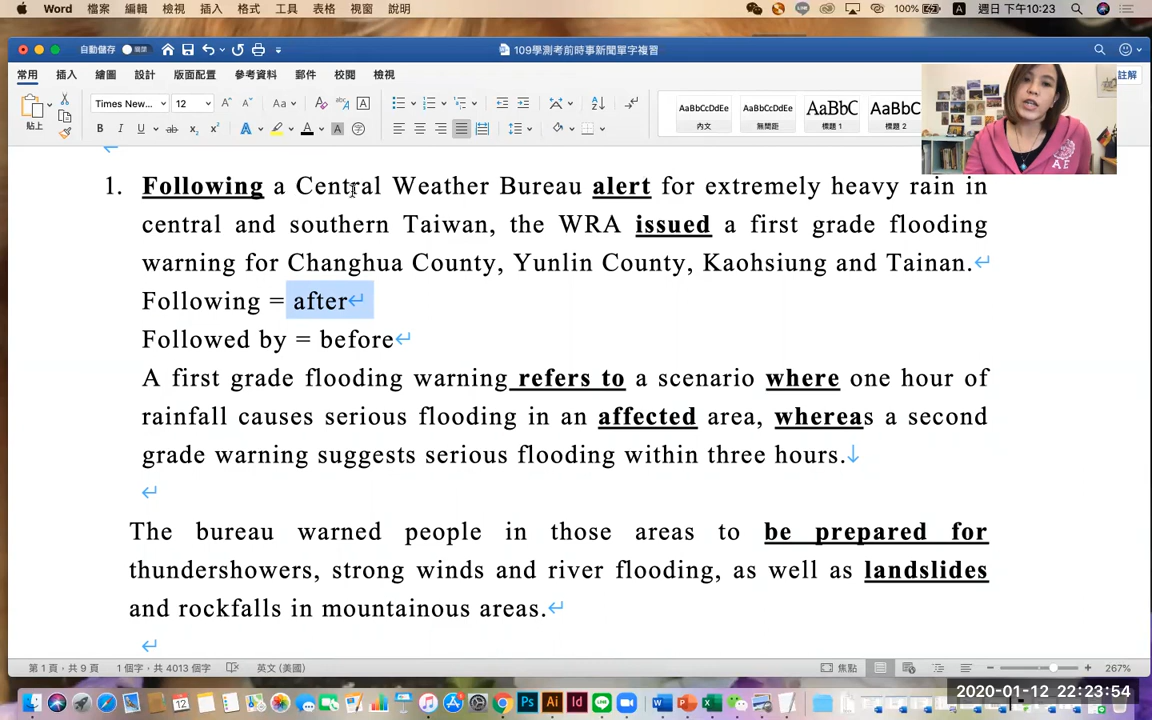 Word 檔案 編輯 檢視 插入 格式 工具 表格 視窗 說明 100% A 週日 下午10:23
自動儲存 109學測考前時事新聞單字複習
常用 插入 繪圖 設計 版面配置 參考資料 郵件 校閱 檢視 註解
貼上 Times New... 12 AaBbCcDdEe 內文 AaBbCcDdEe 無間距 AaBbC 標題 1 AaBbC 標題 2
1. Following a Central Weather Bureau alert for extremely heavy rain in
central and southern Taiwan, the WRA issued a first grade flooding
warning for Changhua County, Yunlin County, Kaohsiung and Tainan.
Following = after
Followed by = before
A first grade flooding warning refers to a scenario where one hour of
rainfall causes serious flooding in an affected area, whereas a second
grade warning suggests serious flooding within three hours.
The bureau warned people in those areas to be prepared for
thundershowers, strong winds and river flooding, as well as landslides
and rockfalls in mountainous areas.
第 1 頁，共 9 頁 1 個字，共 4013 個字 英文 (美國) 焦點 267%
2020-01-12 22:23:54